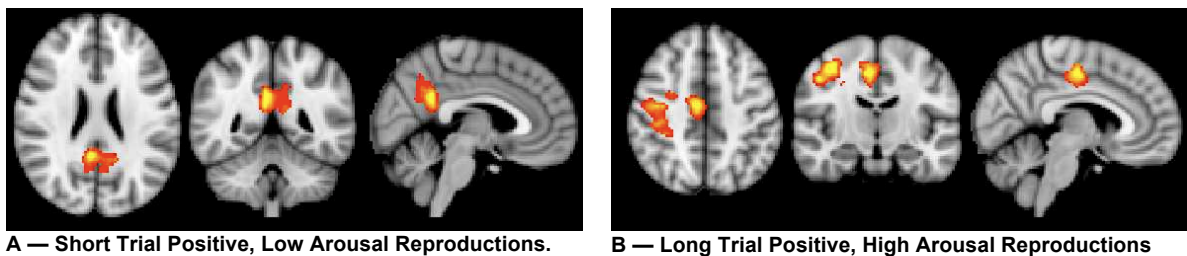 A — Short Trial Positive, Low Arousal Reproductions.
B — Long Trial Positive, High Arousal Reproductions